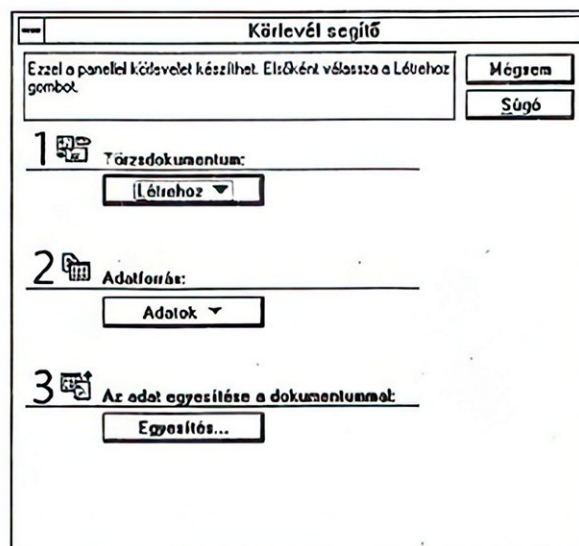 Körlevél segítő
Ezzel a panellel körlevelet készíthet. Elsőként válassza a Létrehoz
gombot.
Mégsem
Súgó
1 Törzsdokumentum:
Létrehoz
2 Adatforrás:
Adatok
3 Az adat egyesítése a dokumentummal:
Egyesítés...